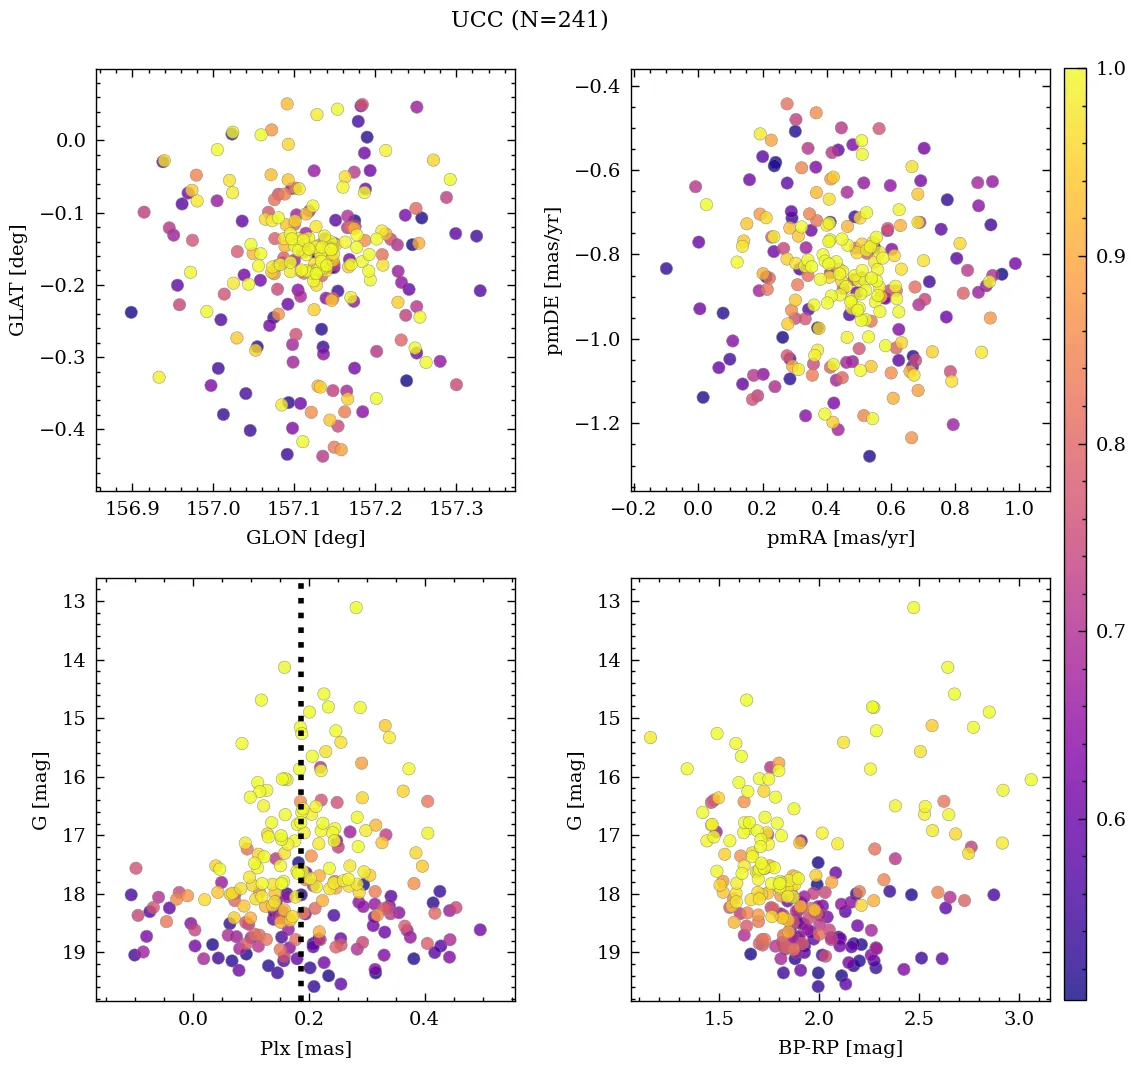 UCC (N=241)
0.0
−0.1
−0.2
−0.3
−0.4
GLAT [deg]
156.9 157.0 157.1 157.2 157.3
GLON [deg]
−0.4
−0.6
−0.8
−1.0
−1.2
pmDE [mas/yr]
−0.2 0.0 0.2 0.4 0.6 0.8 1.0
pmRA [mas/yr]
13
14
15
16
17
18
19
G [mag]
0.0 0.2 0.4
Plx [mas]
13
14
15
16
17
18
19
G [mag]
1.5 2.0 2.5 3.0
BP-RP [mag]
1.0
0.9
0.8
0.7
0.6